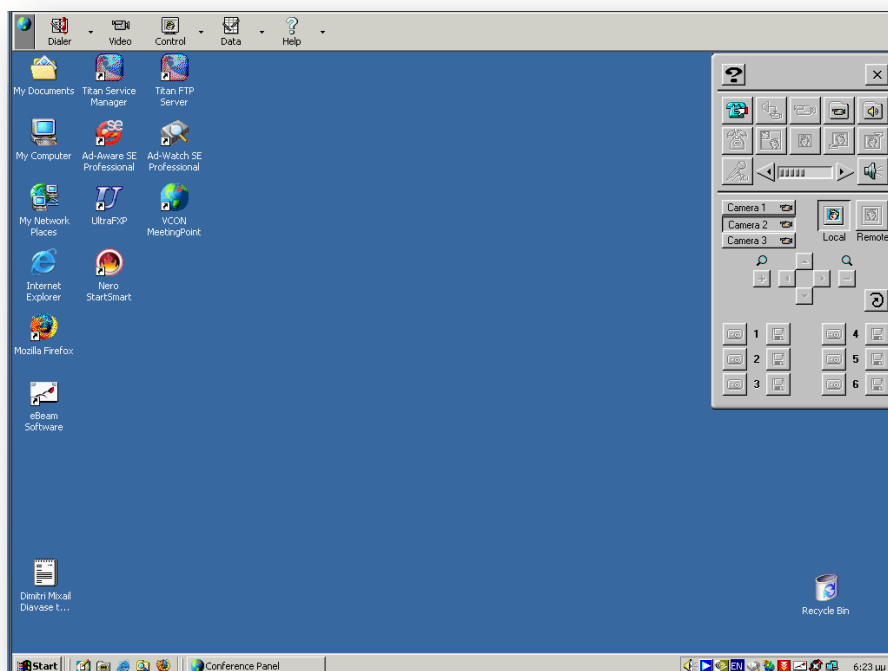 Dialer
Video
Control
Data
Help
My Documents
Titan Service
Manager
Titan FTP
Server
My Computer
Ad-Aware SE
Professional
Ad-Watch SE
Professional
My Network
Places
UltraFXP
VCON
MeetingPoint
Internet
Explorer
Nero
StartSmart
Mozilla Firefox
eBeam
Software
Dimitri Mixail
Diavase t...
Camera 1
Camera 2
Camera 3
Local
Remote
1
4
2
5
3
6
Recycle Bin
Start
Conference Panel
EN
6:23 μμ